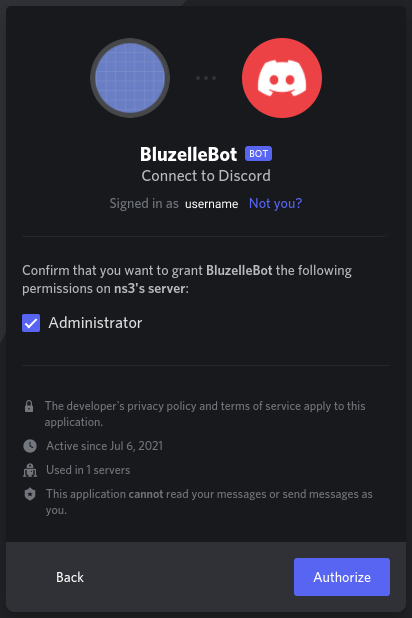 BluzelleBot BOT
Connect to Discord
Signed in as username Not you?
Confirm that you want to grant BluzelleBot the following
permissions on ns3's server:
Administrator
The developer's privacy policy and terms of service apply to this
application.
Active since Jul 6, 2021
Used in 1 servers
This application cannot read your messages or send messages as
you.
Back Authorize